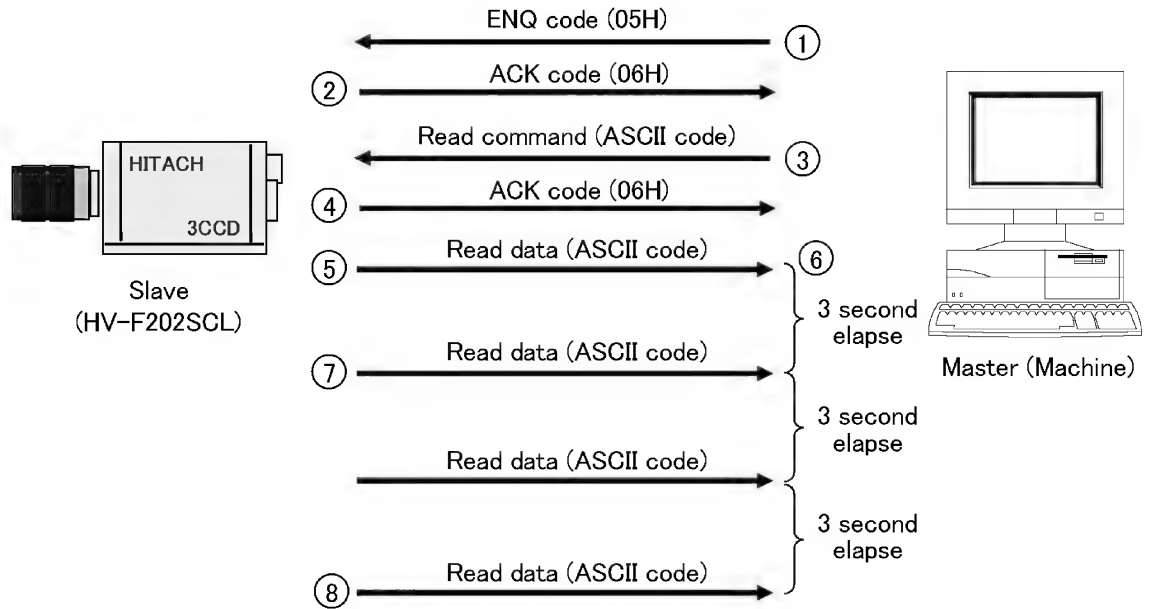 ENQ code (05H)
①
ACK code (06H)
②
Read command (ASCII code)
③
ACK code (06H)
④
HITACH
3CCD
Slave
(HV-F202SCL)
Read data (ASCII code)
⑤
⑥
3 second
elapse
Read data (ASCII code)
⑦
Master (Machine)
3 second
elapse
Read data (ASCII code)
3 second
elapse
Read data (ASCII code)
⑧